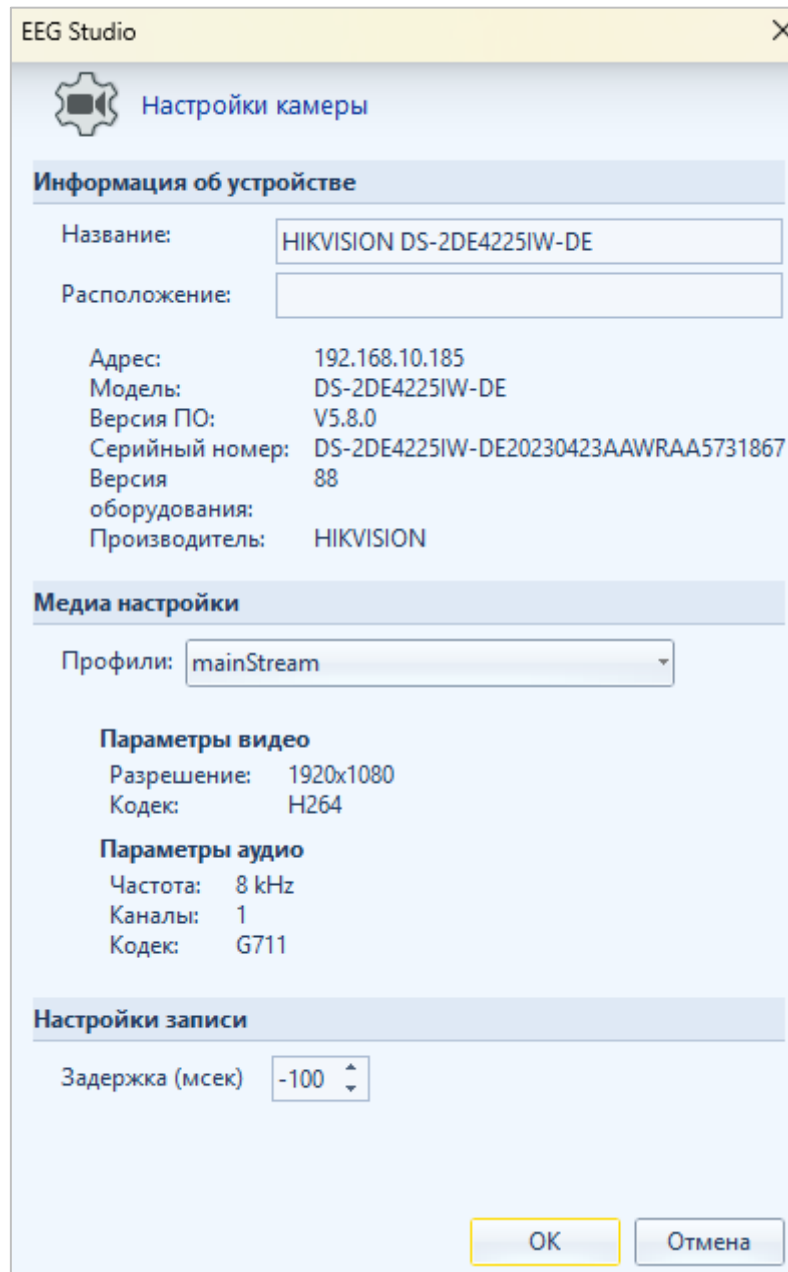 EEG Studio
Настройки камеры
Информация об устройстве
Название: HIKVISION DS-2DE4225IW-DE
Расположение:
Адрес: 192.168.10.185
Модель: DS-2DE4225IW-DE
Версия ПО: V5.8.0
Серийный номер: DS-2DE4225IW-DE20230423AAWRAA5731867
Версия 88
оборудования:
Производитель: HIKVISION
Медиа настройки
Профили: mainStream
Параметры видео
Разрешение: 1920x1080
Кодек: H264
Параметры аудио
Частота: 8 kHz
Каналы: 1
Кодек: G711
Настройки записи
Задержка (мсек) -100
OK Отмена